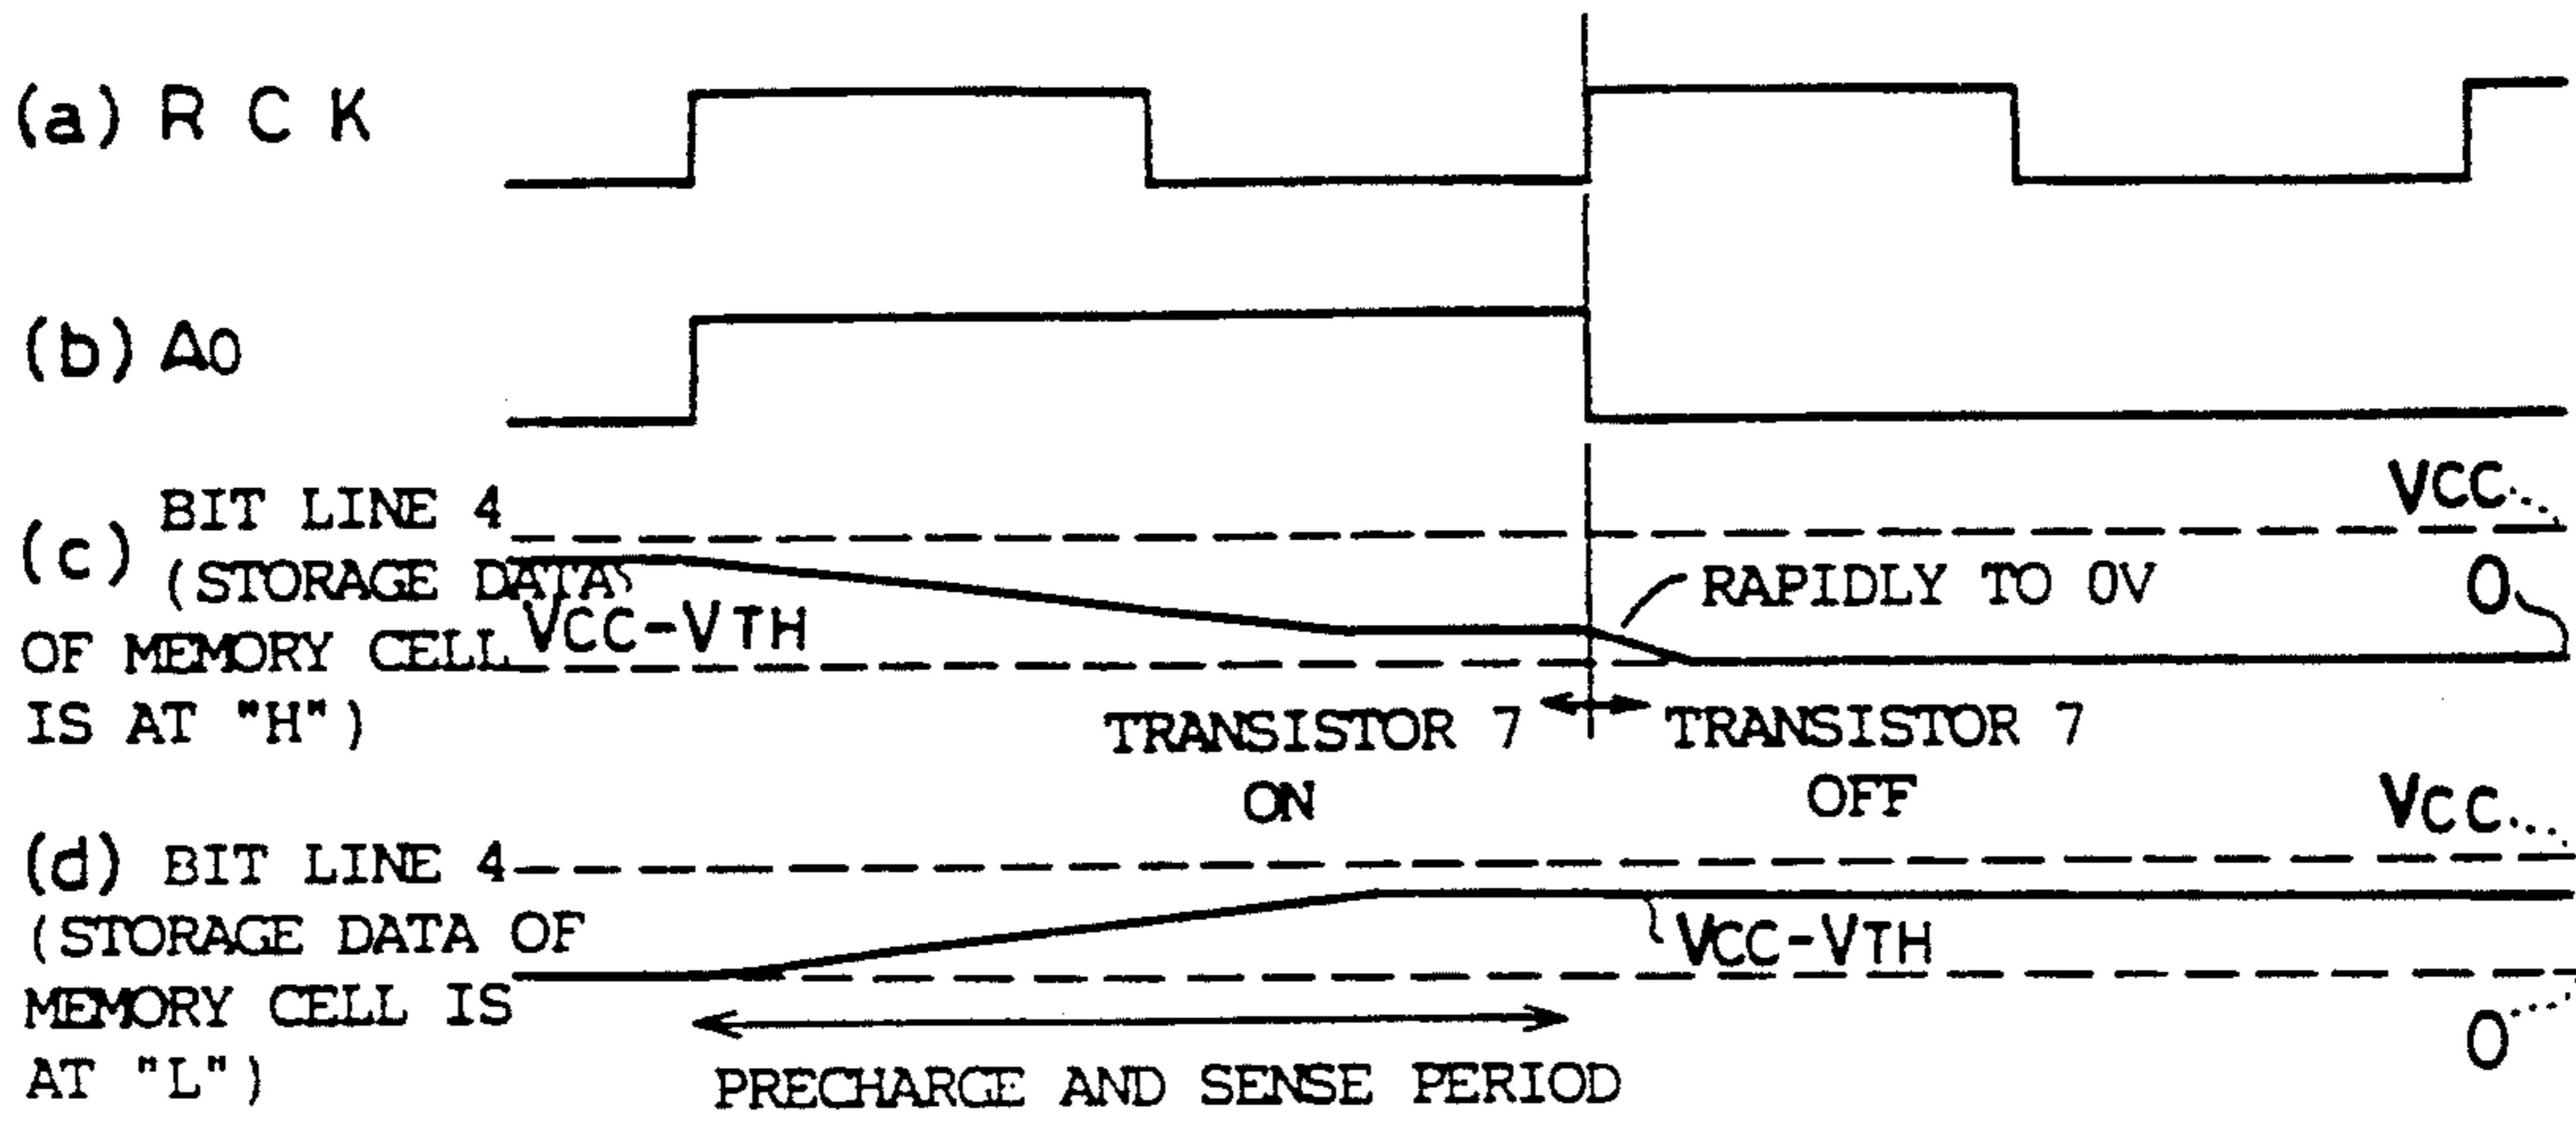 (a) R C K
(b) A0
VCC
(c) BIT LINE 4
(STORAGE DATA
0
RAPIDLY TO 0V
VCC-VTH
OF MEMORY CELL
IS AT "H")
TRANSISTOR 7
ON
TRANSISTOR 7
OFF
VCC
(d) BIT LINE 4
(STORAGE DATA OF
VCC-VTH
MEMORY CELL IS
0
AT "L")
PRECHARGE AND SENSE PERIOD